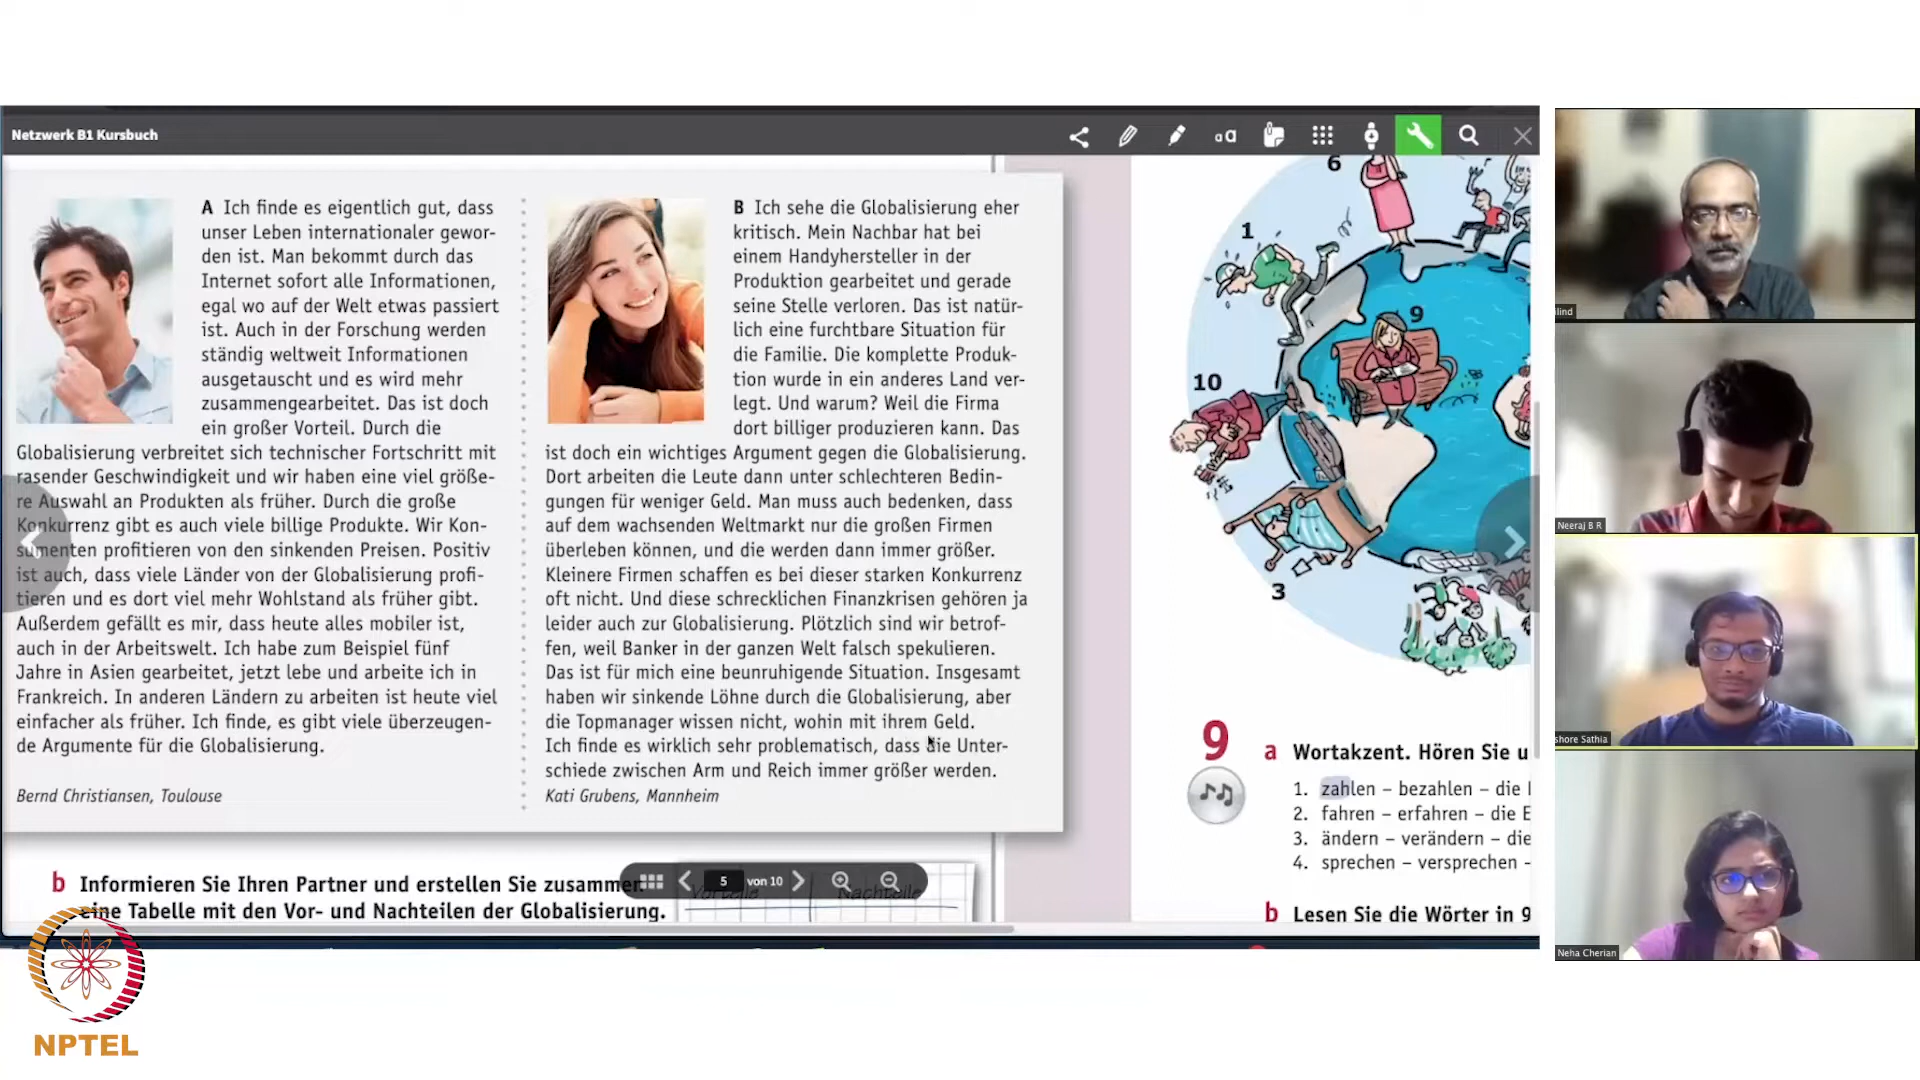 Netzwerk B1 Kursbuch
A Ich finde es eigentlich gut, dass
unser Leben internationaler gewor-
den ist. Man bekommt durch das
Internet sofort alle Informationen,
egal wo auf der Welt etwas passiert
ist. Auch in der Forschung werden
ständig weltweit Informationen
ausgetauscht und es wird mehr
zusammengearbeitet. Das ist doch
ein großer Vorteil. Durch die
Globalisierung verbreitet sich technischer Fortschritt mit
rasender Geschwindigkeit und wir haben eine viel größe-
re Auswahl an Produkten als früher. Durch die große
Konkurrenz gibt es auch viele billige Produkte. Wir Kon-
sumenten profitieren von den sinkenden Preisen. Positiv
ist auch, dass viele Länder von der Globalisierung profi-
tieren und es dort viel mehr Wohlstand als früher gibt.
Außerdem gefällt es mir, dass heute alles mobiler ist,
auch in der Arbeitswelt. Ich habe zum Beispiel fünf
Jahre in Asien gearbeitet, jetzt lebe und arbeite ich in
Frankreich. In anderen Ländern zu arbeiten ist heute viel
einfacher als früher. Ich finde, es gibt viele überzeugen-
de Argumente für die Globalisierung.
Bernd Christiansen, Toulouse
B Ich sehe die Globalisierung eher
kritisch. Mein Nachbar hat bei
einem Handyhersteller in der
Produktion gearbeitet und gerade
seine Stelle verloren. Das ist natür-
lich eine furchtbare Situation für
die Familie. Die komplette Produk-
tion wurde in ein anderes Land ver-
legt. Und warum? Weil die Firma
dort billiger produzieren kann. Das
ist doch ein wichtiges Argument gegen die Globalisierung.
Dort arbeiten die Leute dann unter schlechteren Bedin-
gungen für weniger Geld. Man muss auch bedenken, dass
auf dem wachsenden Weltmarkt nur die großen Firmen
überleben können, und die werden dann immer größer.
Kleinere Firmen schaffen es bei dieser starken Konkurrenz
oft nicht. Und diese schrecklichen Finanzkrisen gehören ja
leider auch zur Globalisierung. Plötzlich sind wir betrof-
fen, weil Banker in der ganzen Welt falsch spekulieren.
Das ist für mich eine beunruhigende Situation. Insgesamt
haben wir sinkende Löhne durch die Globalisierung, aber
die Topmanager wissen nicht, wohin mit ihrem Geld.
Ich finde es wirklich sehr problematisch, dass die Unter-
schiede zwischen Arm und Reich immer größer werden.
Kati Grubens, Mannheim
b Informieren Sie Ihren Partner und erstellen Sie zusammen
eine Tabelle mit den Vor- und Nachteilen der Globalisierung.
Vorteile Nachteile
5 von 10
aa
6
1
9
10
3
9 a Wortakzent. Hören Sie u
1. zahlen – bezahlen – die
2. fahren – erfahren – die E
3. ändern – verändern – die
4. sprechen – versprechen –
b Lesen Sie die Wörter in 9
lind
Neeraj B R
shore Sathia
Neha Cherian
NPTEL